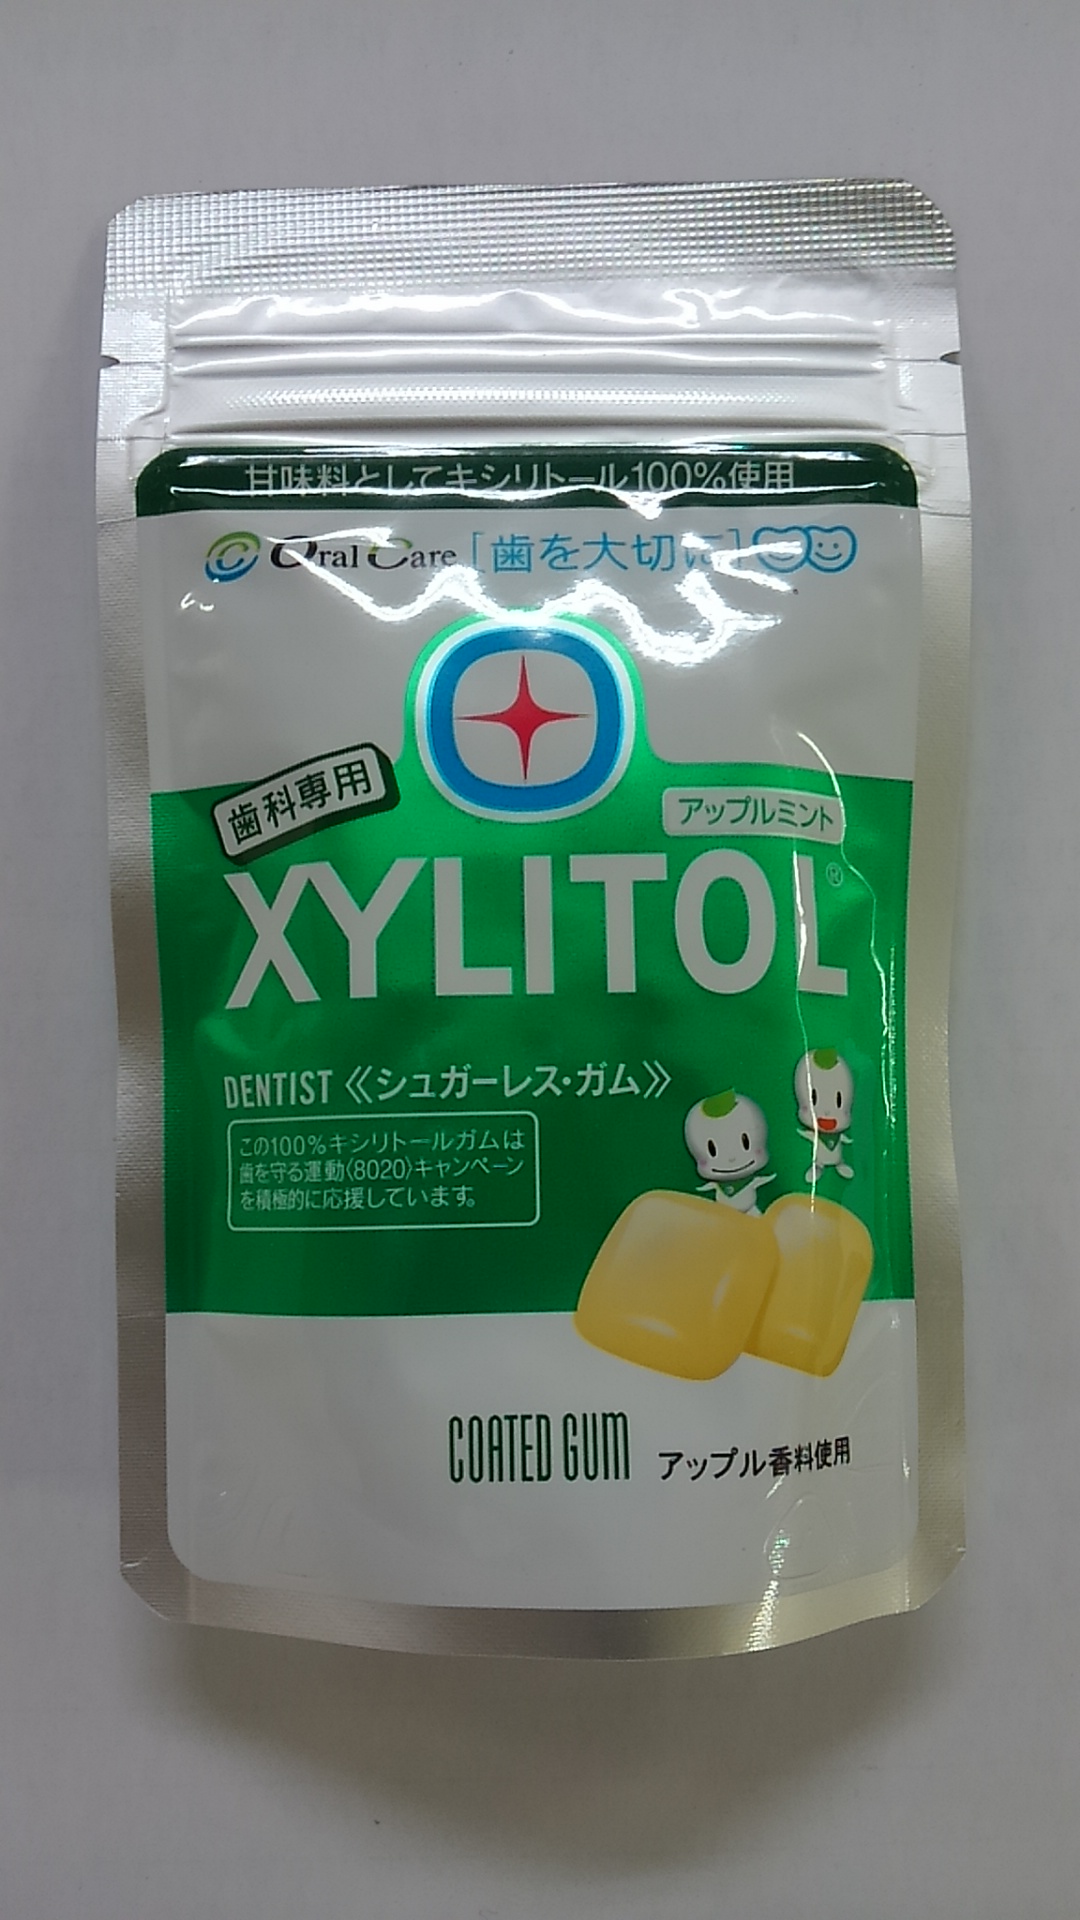 甘味料としてキシリトール100%使用
Oral Care [歯を大切に]
歯科専用
アップルミント
XYLITOL®
DENTIST 《シュガーレス・ガム》
この100%キシリトールガムは
歯を守る運動〈8020〉キャンペーン
を積極的に応援しています。
COATED GUM アップル香料使用